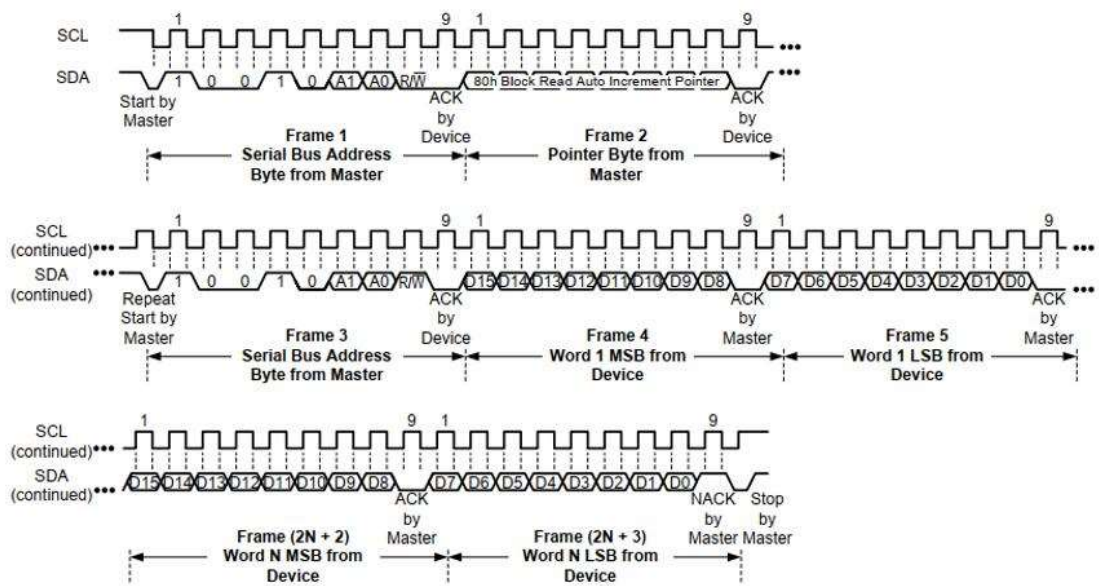 1 9 1 9
SCL
SDA
1 0 0 1 0 A1 A0 R/W̅ 80h Block Read Auto Increment Pointer
Start by Master
ACK by Device
ACK by Device
Frame 1
Serial Bus Address
Byte from Master
Frame 2
Pointer Byte from
Master
1 9 1 9 1 9
SCL
(continued)
SDA
(continued)
1 0 0 1 0 A1 A0 R/W̅ D15 D14 D13 D12 D11 D10 D9 D8 D7 D6 D5 D4 D3 D2 D1 D0
Repeat
Start by
Master
ACK by Device
ACK by Master
ACK by Master
Frame 3
Serial Bus Address
Byte from Master
Frame 4
Word 1 MSB from
Device
Frame 5
Word 1 LSB from
Device
1 9 1 9
SCL
(continued)
SDA
(continued)
D15 D14 D13 D12 D11 D10 D9 D8 D7 D6 D5 D4 D3 D2 D1 D0
ACK by Master
NACK by Master
Stop by Master
Frame (2N + 2)
Word N MSB from
Device
Frame (2N + 3)
Word N LSB from
Device